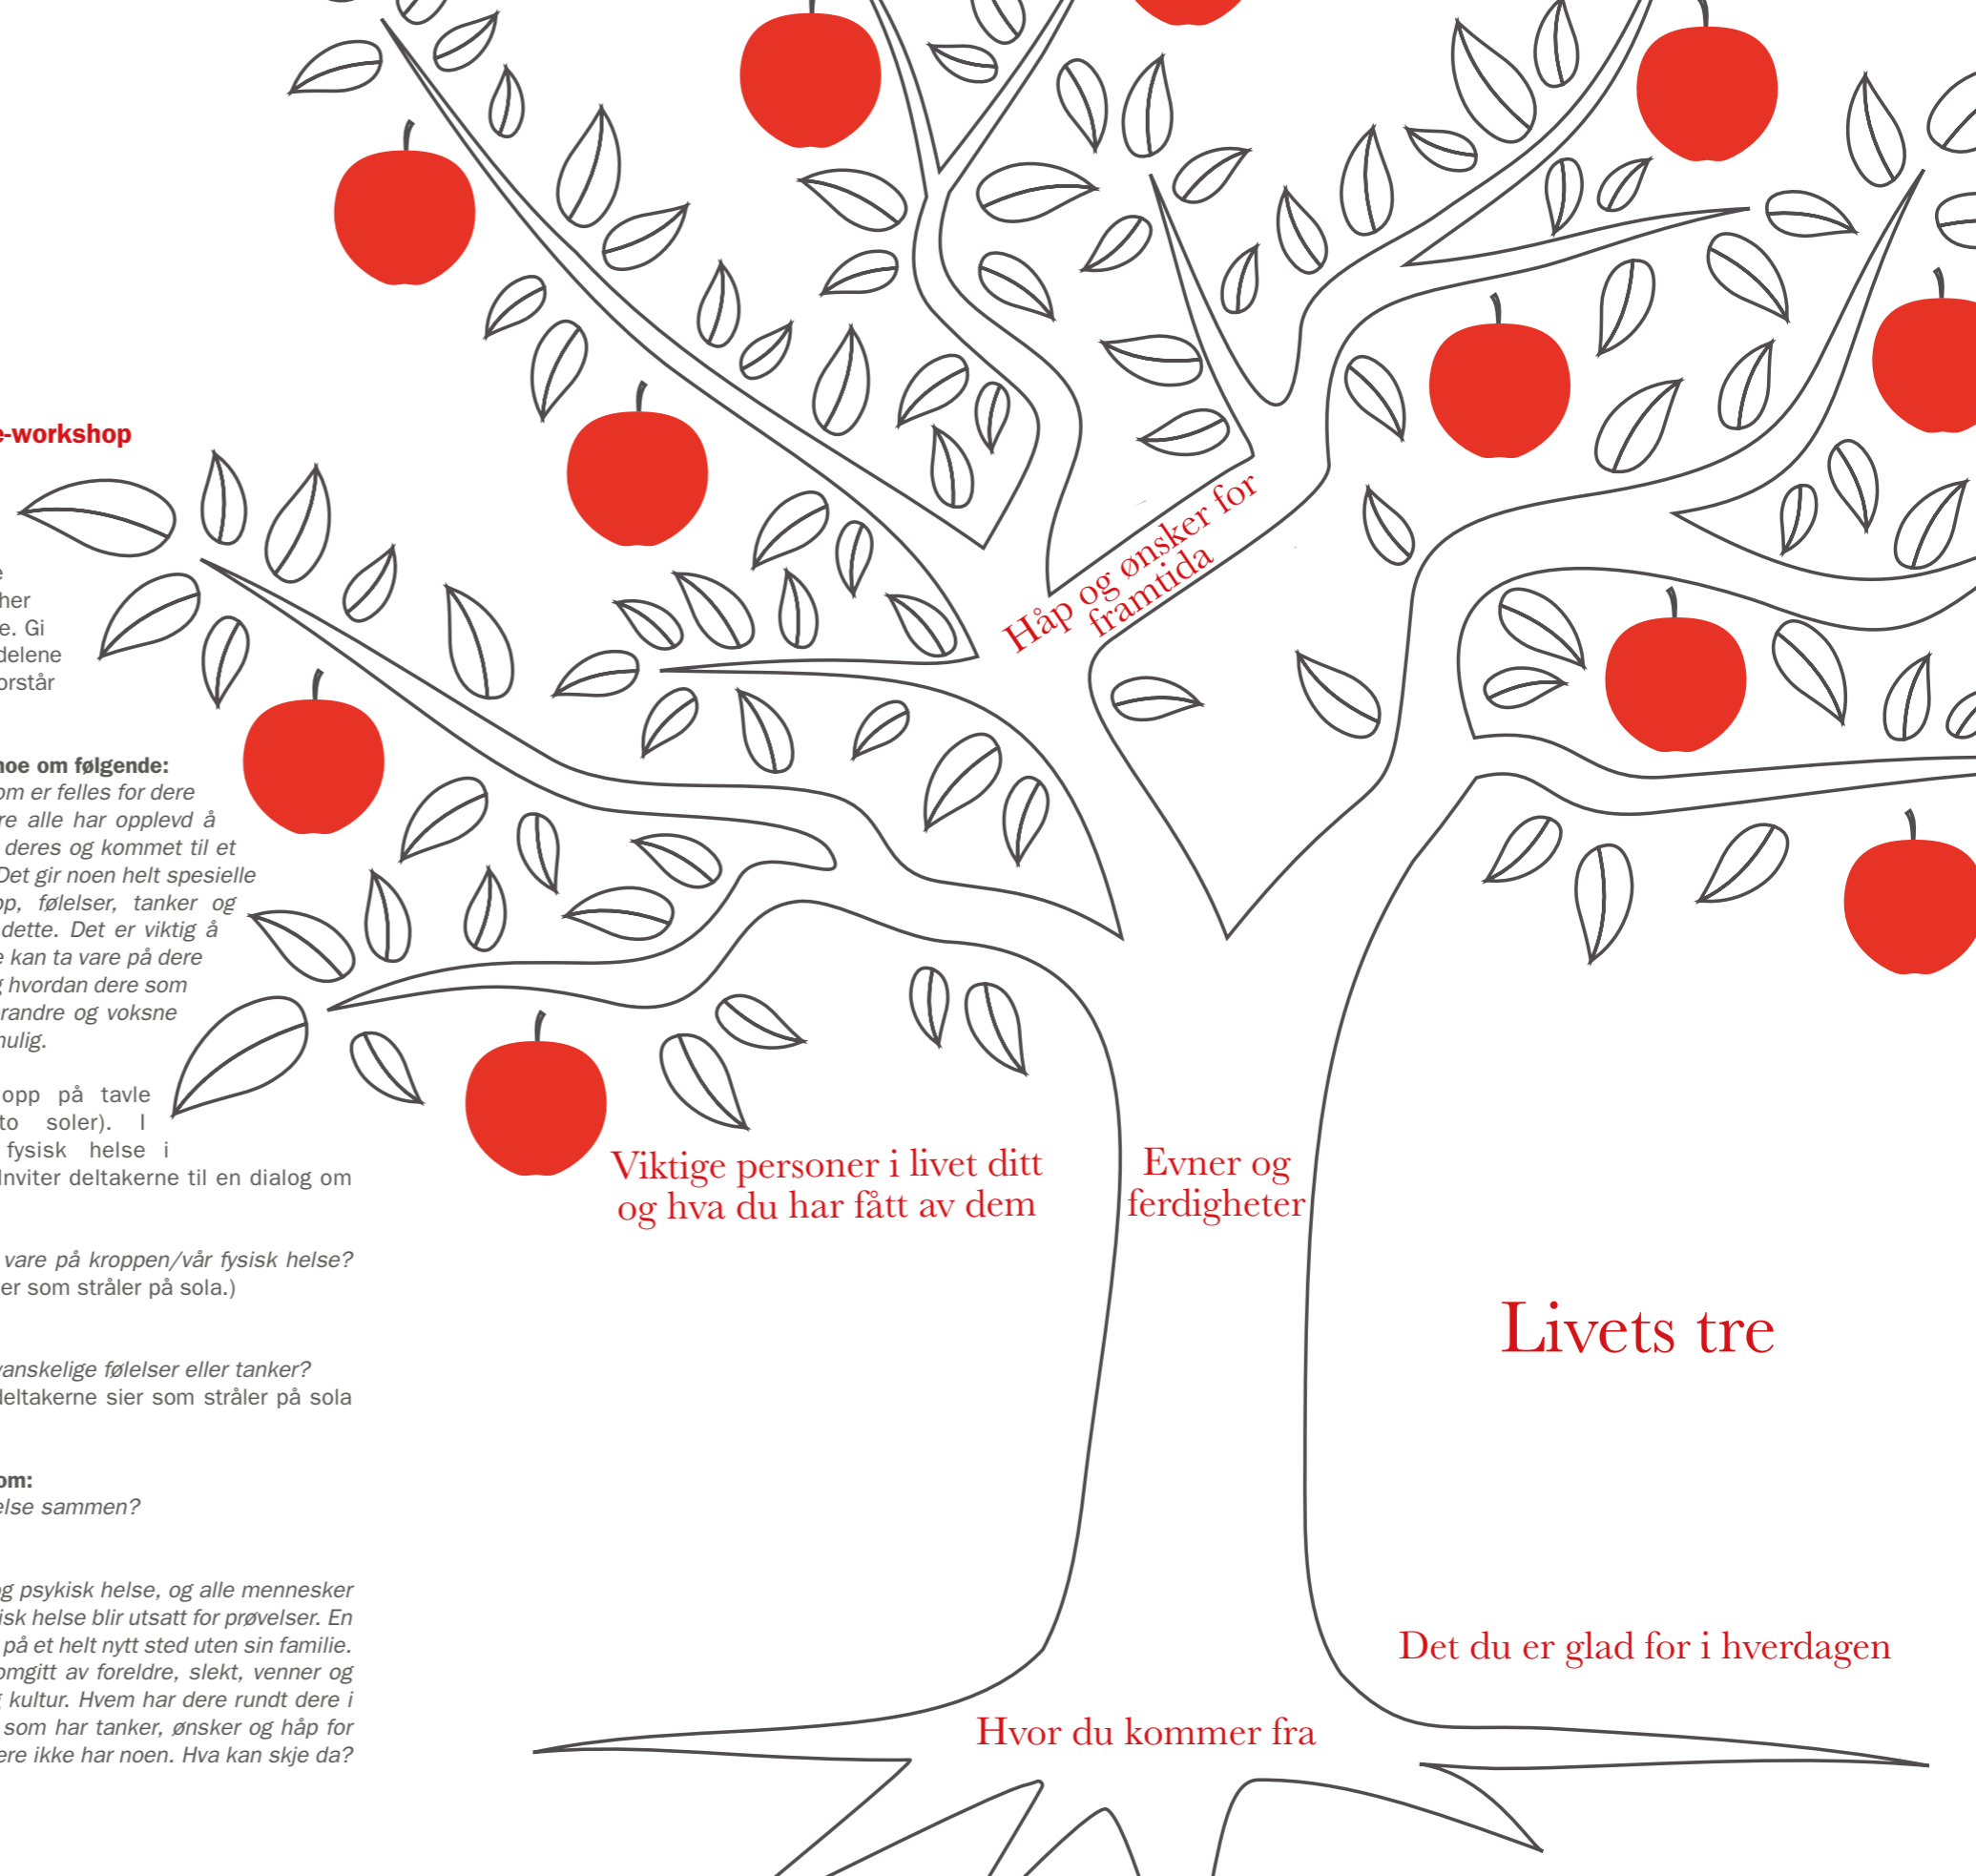 e-workshop
e
her
e. Gi
delene
orstår
noe om følgende:
om er felles for dere
re alle har opplevd å
deres og kommet til et
Det gir noen helt spesielle
op, følelser, tanker og
dette. Det er viktig å
e kan ta vare på dere
g hvordan dere som
erandre og voksne
nulig.
opp på tavle
to soler). I
fysisk helse i
Inviter deltakerne til en dialog om
vare på kroppen/vår fysisk helse?
er som stråler på sola.)
vanskelige følelser eller tanker?
deltakerne sier som stråler på sola
om:
else sammen?
og psykisk helse, og alle mennesker
isk helse blir utsatt for prøvelser. En
på et helt nytt sted uten sin familie.
omgitt av foreldre, slekt, venner og
g kultur. Hvem har dere rundt dere i
som har tanker, ønsker og håp for
ere ikke har noen. Hva kan skje da?
Håp og ønsker for
framtida
Viktige personer i livet ditt
og hva du har fått av dem
Evner og
ferdigheter
Livets tre
Det du er glad for i hverdagen
Hvor du kommer fra